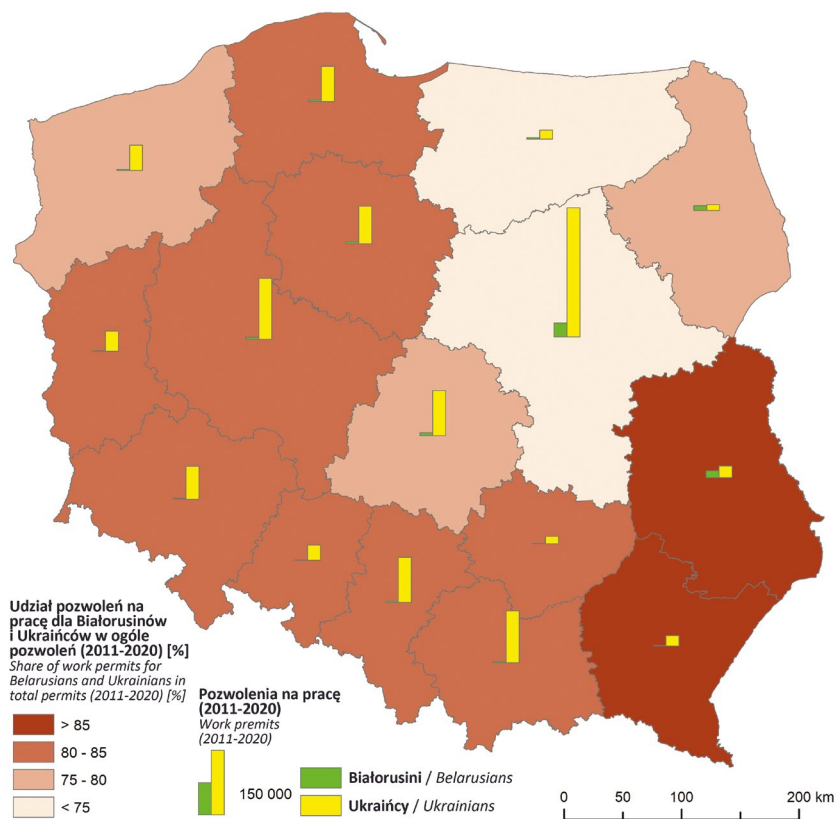 Udział pozwoleń na
pracę dla Białorusinów
i Ukraińców w ogóle
pozwoleń (2011-2020) [%]
Share of work permits for
Belarusians and Ukrainians in
total permits (2011-2020) [%]
> 85
80 - 85
75 - 80
< 75
Pozwolenia na pracę
(2011-2020)
Work premits
(2011-2020)
150 000
Białorusini / Belarusians
Ukraińcy / Ukrainians
0 50 100 200 km